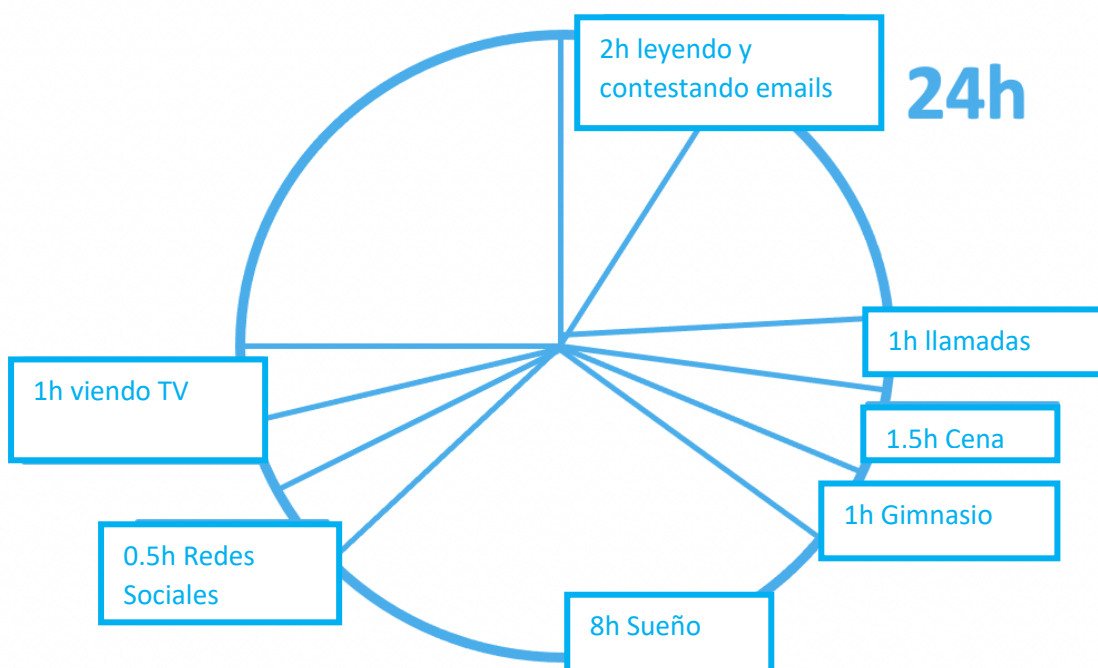 2h leyendo y
contestando emails
24h
1h llamadas
1h viendo TV
1.5h Cena
1h Gimnasio
0.5h Redes
Sociales
8h Sueño